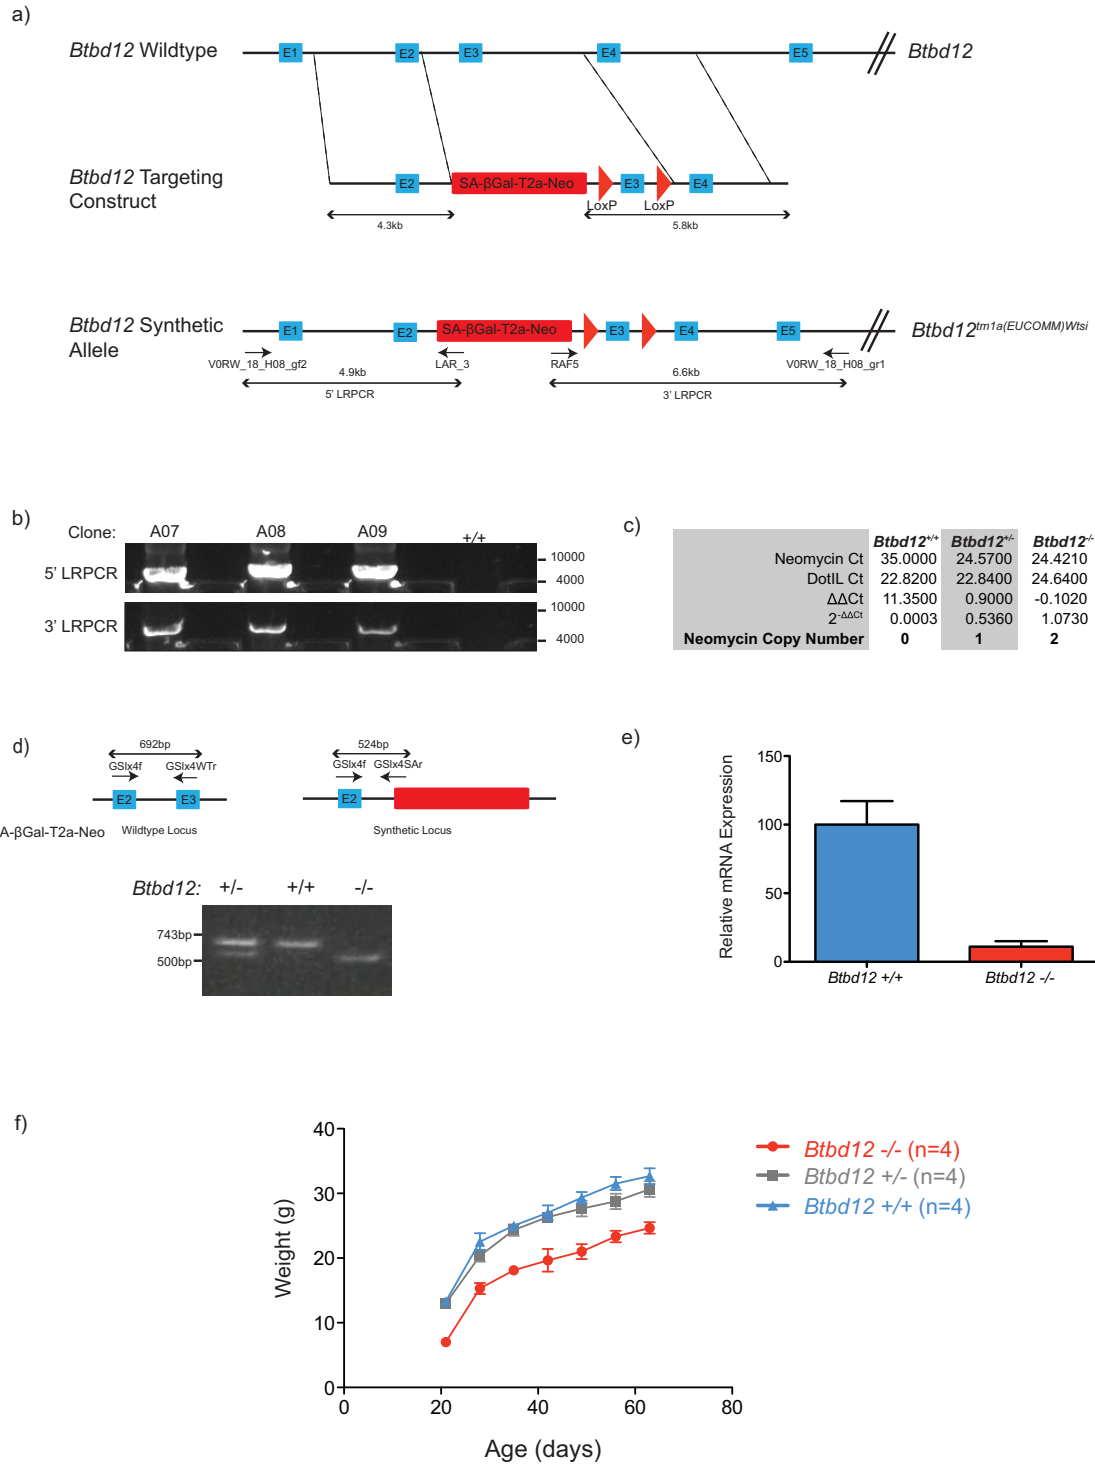 a)
Btbd12 Wildtype
E1 E2 E3 E4 E5
Btbd12
Btbd12 Targeting
Construct
E2 SA-βGal-T2a-Neo E3 E4
LoxP LoxP
4.3kb 5.8kb
Btbd12 Synthetic
Allele
E1 E2 SA-βGal-T2a-Neo E3 E4 E5
Btbd12tm1a(EUCOMM)Wtsi
V0RW_18_H08_gf2 LAR_3 RAF5 V0RW_18_H08_gr1
4.9kb 6.6kb
5' LRPCR 3' LRPCR
b)
Clone: A07 A08 A09 +/+
5' LRPCR
10000
4000
3' LRPCR
10000
4000
c)
Btbd12+/+ Btbd12+/- Btbd12-/-
Neomycin Ct 35.0000 24.5700 24.4210
DotIL Ct 22.8200 22.8400 24.6400
ΔΔCt 11.3500 0.9000 -0.1020
2-ΔΔCt 0.0003 0.5360 1.0730
Neomycin Copy Number 0 1 2
d)
692bp
GSlx4f GSlx4WTr
E2 E3
A-βGal-T2a-Neo Wildtype Locus
524bp
GSlx4f GSlx4SAr
E2
Synthetic Locus
Btbd12: +/- +/+ -/-
743bp
500bp
e)
Relative mRNA Expression
150
100
50
0
Btbd12 +/+ Btbd12 -/-
f)
Weight (g)
40
30
20
10
0
0 20 40 60 80
Age (days)
Btbd12 -/- (n=4)
Btbd12 +/- (n=4)
Btbd12 +/+ (n=4)